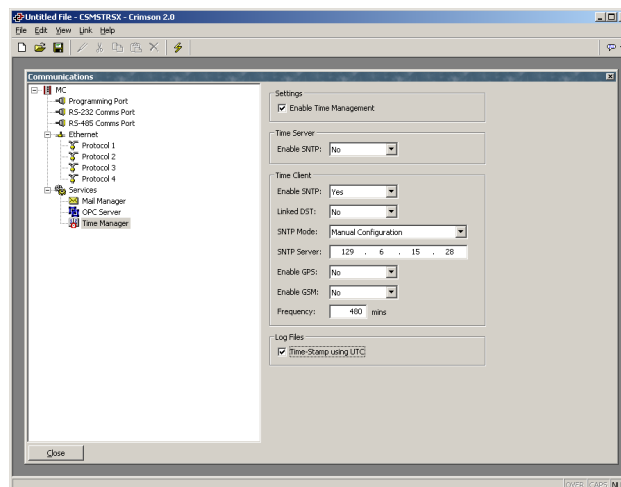 Untitled File - CSMSTRSX - Crimson 2.0
File Edit View Link Help
Communications
MC
Programming Port
RS-232 Comms Port
RS-485 Comms Port
Ethernet
Protocol 1
Protocol 2
Protocol 3
Protocol 4
Services
Mail Manager
OPC Server
Time Manager
Settings
Enable Time Management
Time Server
Enable SNTP: No
Time Client
Enable SNTP: Yes
Linked DST: No
SNTP Mode: Manual Configuration
SNTP Server: 129 . 6 . 15 . 28
Enable GPS: No
Enable GSM: No
Frequency: 480 mins
Log Files
Time-Stamp using UTC
Close
OVER CAPS